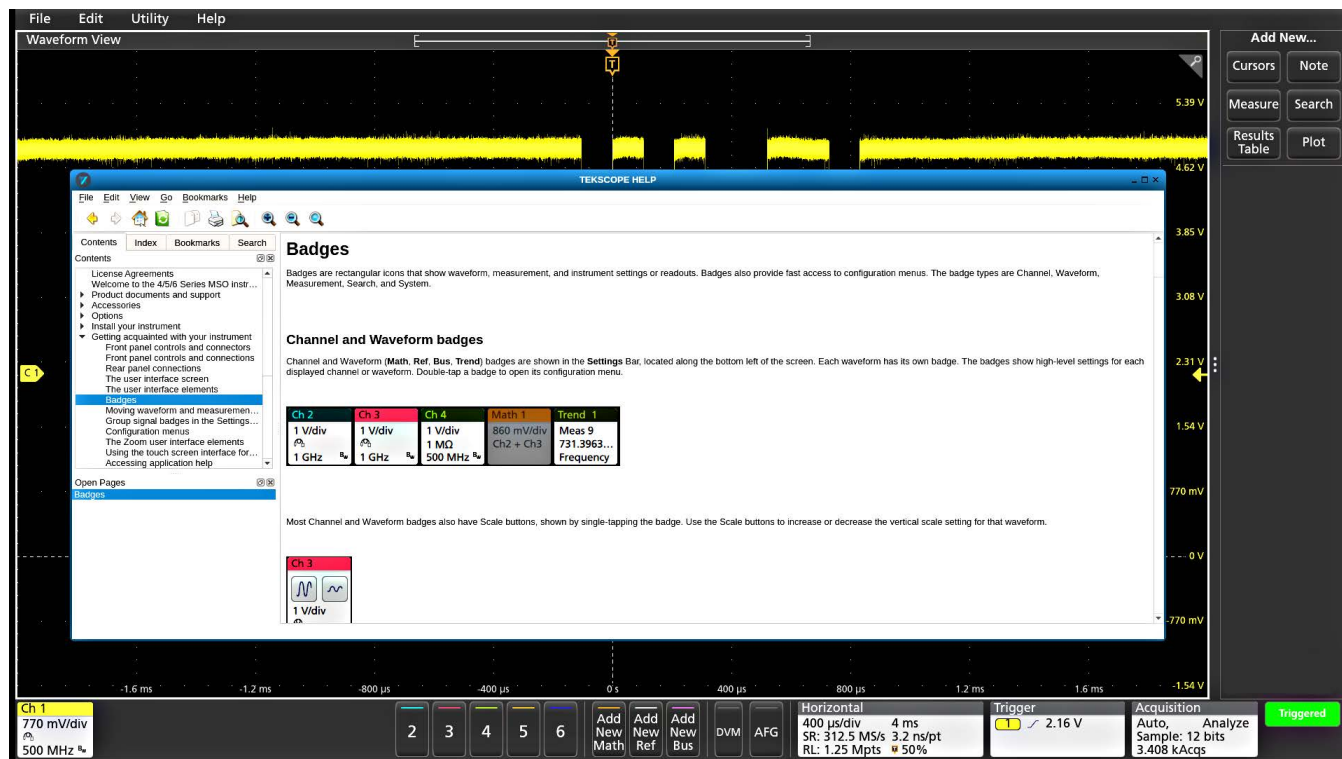 File Edit Utility Help
Waveform View
T
T
5.39 V
4.62 V
3.85 V
3.08 V
2.31 V
1.54 V
770 mV
0 V
-770 mV
-1.54 V
C 1
-1.6 ms -1.2 ms -800 µs -400 µs 0 s 400 µs 800 µs 1.2 ms 1.6 ms
Add New...
Cursors Note
Measure Search
Results Table Plot
TEKSCOPE HELP
File Edit View Go Bookmarks Help
Contents Index Bookmarks Search
Contents
License Agreements
Welcome to the 4/5/6 Series MSO instr...
Product documents and support
Accessories
Options
Install your instrument
Getting acquainted with your instrument
Front panel controls and connectors
Front panel controls and connections
Rear panel connections
The user interface screen
The user interface elements
Badges
Moving waveform and measuremen...
Group signal badges in the Settings...
Configuration menus
The Zoom user interface elements
Using the touch screen interface for...
Accessing application help
Open Pages
Badges
Badges
Badges are rectangular icons that show waveform, measurement, and instrument settings or readouts. Badges also provide fast access to configuration menus. The badge types are Channel, Waveform,
Measurement, Search, and System.
Channel and Waveform badges
Channel and Waveform (Math, Ref, Bus, Trend) badges are shown in the Settings Bar, located along the bottom left of the screen. Each waveform has its own badge. The badges show high-level settings for each
displayed channel or waveform. Double-tap a badge to open its configuration menu.
Ch 2 Ch 3 Ch 4 Math 1 Trend 1
1 V/div 1 V/div 1 V/div 860 mV/div Meas 9
1 MΩ Ch2 + Ch3 731.3963...
1 GHz Bw 1 GHz Bw 500 MHz Bw Frequency
Most Channel and Waveform badges also have Scale buttons, shown by single-tapping the badge. Use the Scale buttons to increase or decrease the vertical scale setting for that waveform.
Ch 3
1 V/div
Ch 1
770 mV/div
500 MHz Bw
2 3 4 5 6
Add New Math
Add New Ref
Add New Bus
DVM AFG
Horizontal
400 µs/div 4 ms
SR: 312.5 MS/s 3.2 ns/pt
RL: 1.25 Mpts 50%
Trigger
1 2.16 V
Acquisition
Auto, Analyze
Sample: 12 bits
3.408 kAcqs
Triggered